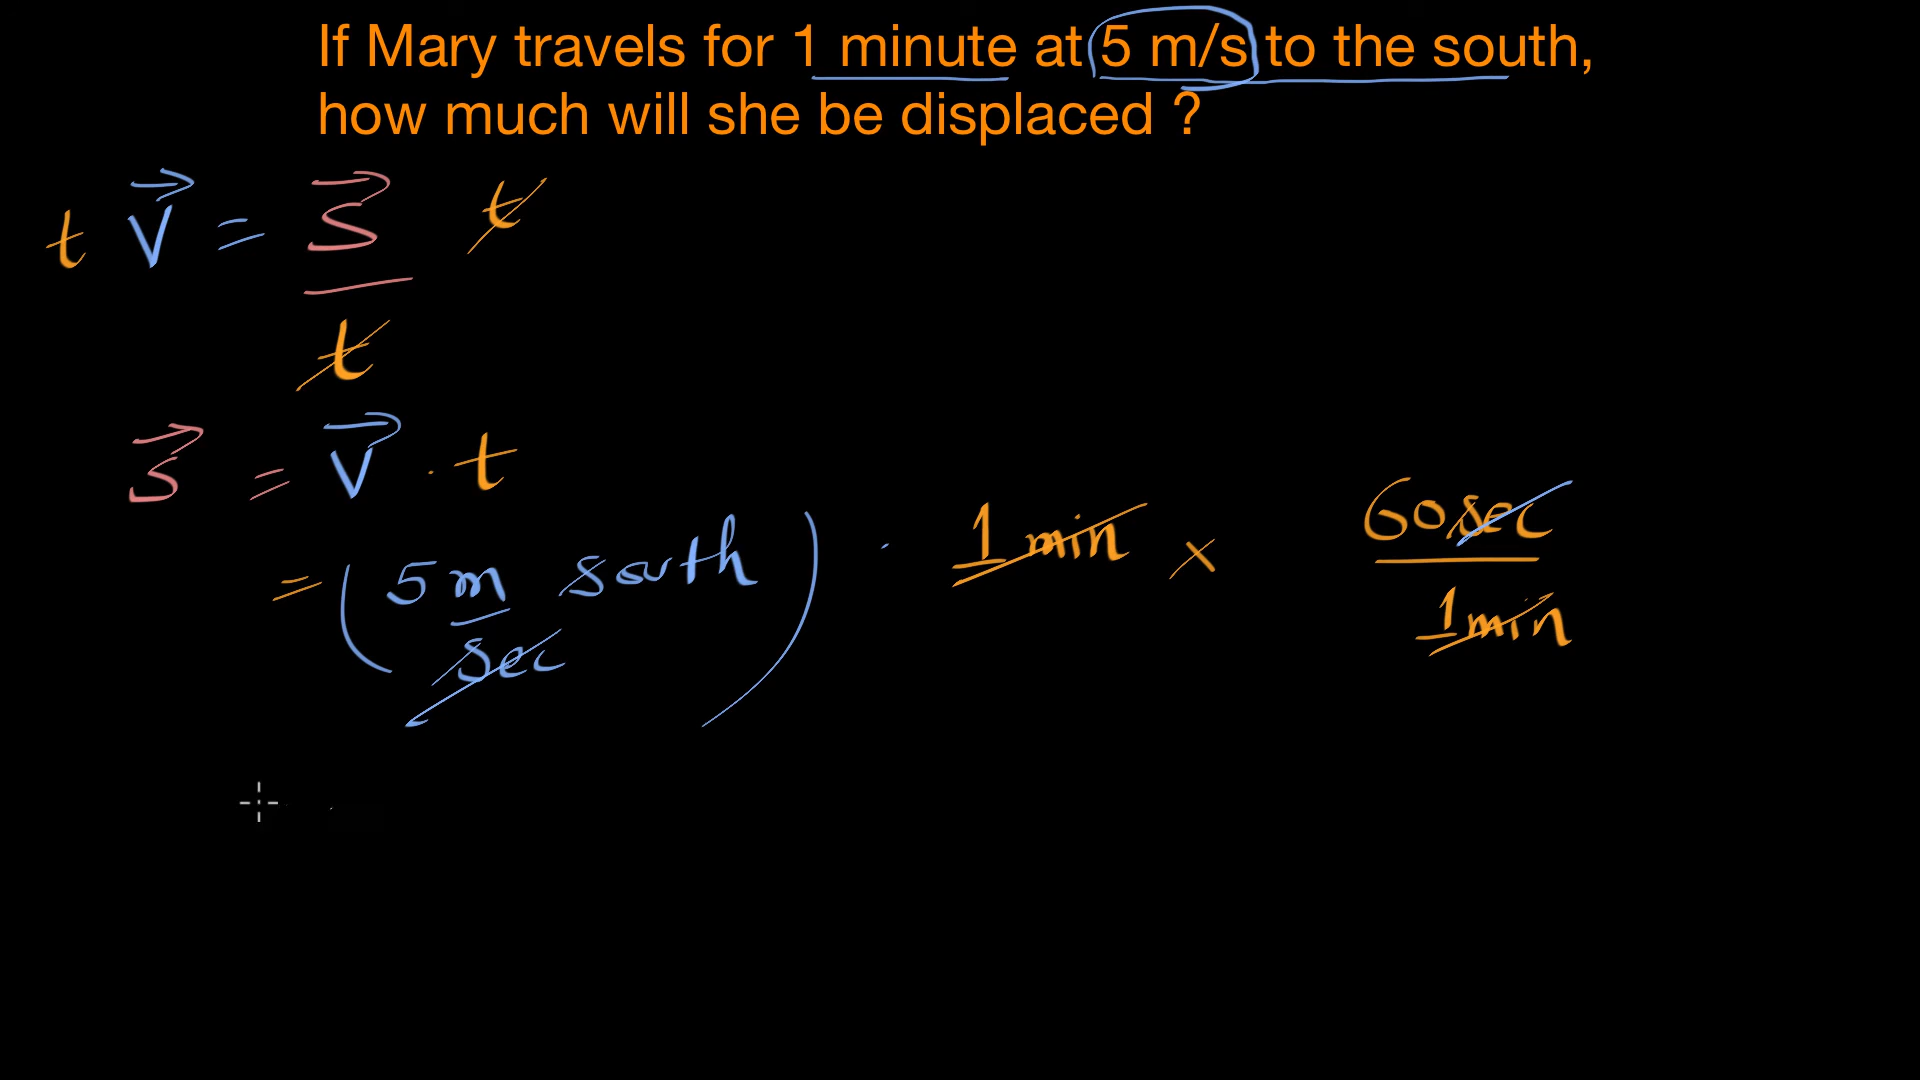 If Mary travels for 1 minute at 5 m/s to the south,
how much will she be displaced ?
t V = S t
t
S = V · t
= (5 m south) · 1 min × 60 sec
sec 1 min